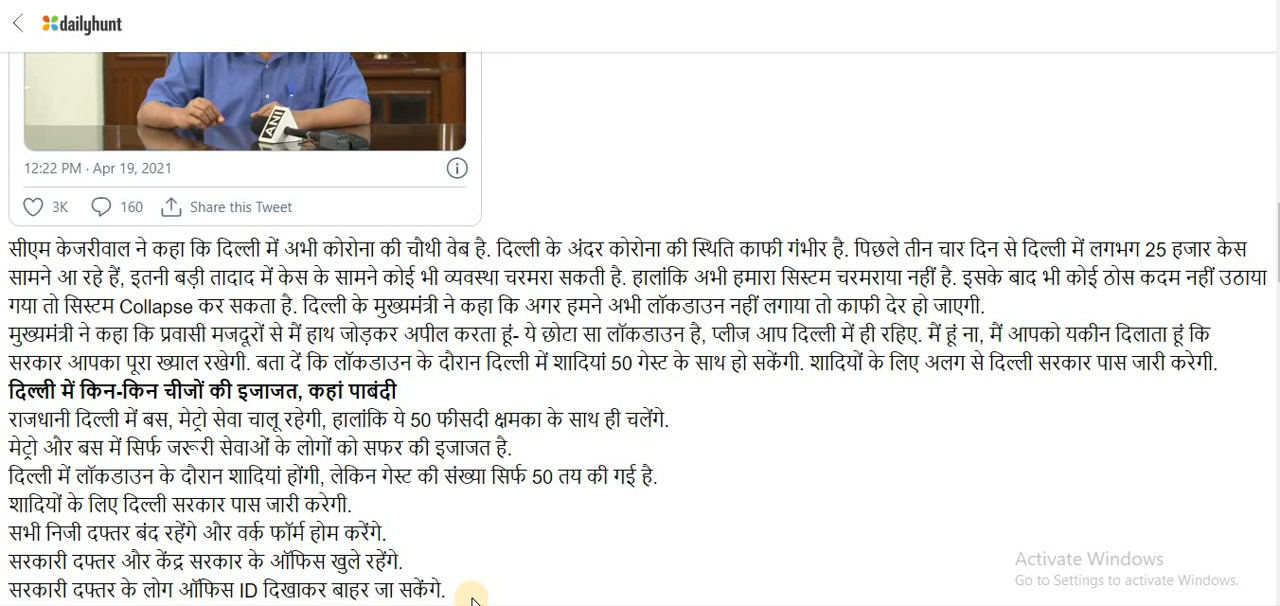 dailyhunt
ANI
12:22 PM · Apr 19, 2021
3K 160 Share this Tweet
सीएम केजरीवाल ने कहा कि दिल्ली में अभी कोरोना की चौथी वेब है. दिल्ली के अंदर कोरोना की स्थिति काफी गंभीर है. पिछले तीन चार दिन से दिल्ली में लगभग 25 हजार केस
सामने आ रहे हैं, इतनी बड़ी तादाद में केस के सामने कोई भी व्यवस्था चरमरा सकती है. हालांकि अभी हमारा सिस्टम चरमराया नहीं है. इसके बाद भी कोई ठोस कदम नहीं उठाया
गया तो सिस्टम Collapse कर सकता है. दिल्ली के मुख्यमंत्री ने कहा कि अगर हमने अभी लॉकडाउन नहीं लगाया तो काफी देर हो जाएगी.
मुख्यमंत्री ने कहा कि प्रवासी मजदूरों से मैं हाथ जोड़कर अपील करता हूं- ये छोटा सा लॉकडाउन है, प्लीज आप दिल्ली में ही रहिए. मैं हूं ना, मैं आपको यकीन दिलाता हूं कि
सरकार आपका पूरा ख्याल रखेगी. बता दें कि लॉकडाउन के दौरान दिल्ली में शादियां 50 गेस्ट के साथ हो सकेंगी. शादियों के लिए अलग से दिल्ली सरकार पास जारी करेगी.
दिल्ली में किन-किन चीजों की इजाजत, कहां पाबंदी
राजधानी दिल्ली में बस, मेट्रो सेवा चालू रहेगी, हालांकि ये 50 फीसदी क्षमका के साथ ही चलेंगे.
मेट्रो और बस में सिर्फ जरूरी सेवाओं के लोगों को सफर की इजाजत है.
दिल्ली में लॉकडाउन के दौरान शादियां होंगी, लेकिन गेस्ट की संख्या सिर्फ 50 तय की गई है.
शादियों के लिए दिल्ली सरकार पास जारी करेगी.
सभी निजी दफ्तर बंद रहेंगे और वर्क फॉर्म होम करेंगे.
सरकारी दफ्तर और केंद्र सरकार के ऑफिस खुले रहेंगे.
सरकारी दफ्तर के लोग ऑफिस ID दिखाकर बाहर जा सकेंगे.
Activate Windows
Go to Settings to activate Windows.